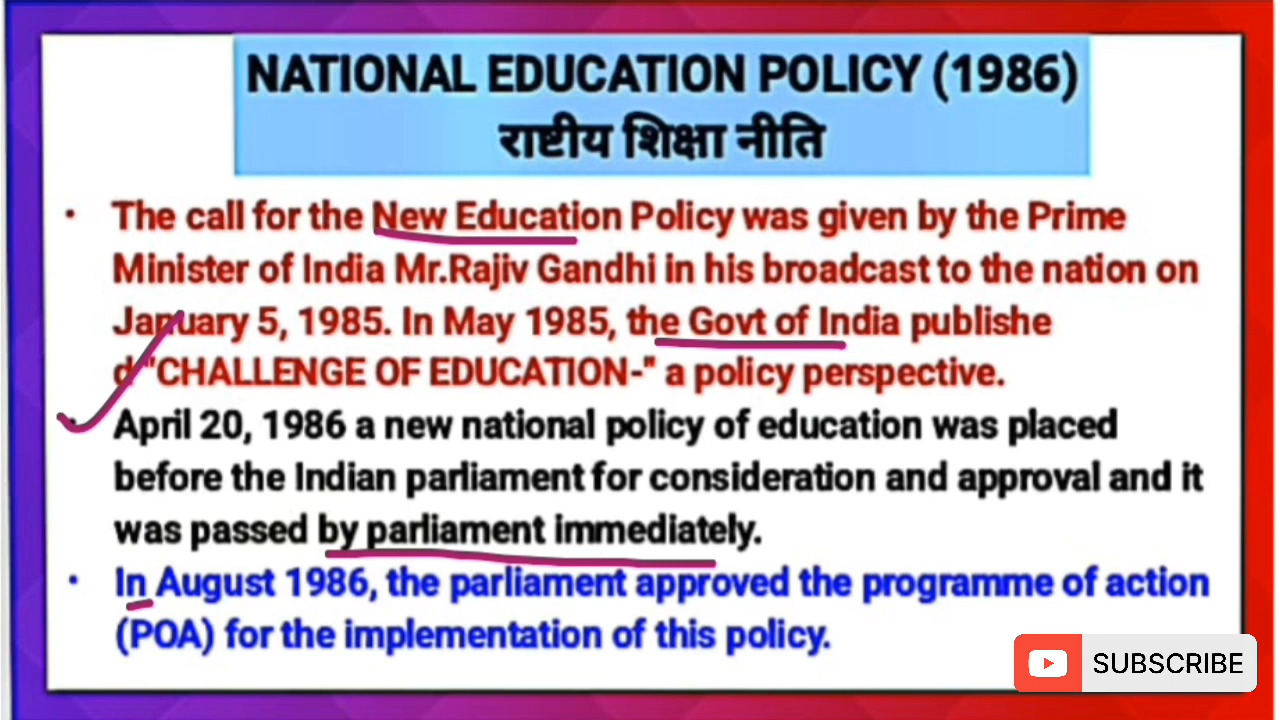 NATIONAL EDUCATION POLICY (1986)
राष्टीय शिक्षा नीति
• The call for the New Education Policy was given by the Prime
Minister of India Mr.Rajiv Gandhi in his broadcast to the nation on
January 5, 1985. In May 1985, the Govt of India publishe
d "CHALLENGE OF EDUCATION-" a policy perspective.
• April 20, 1986 a new national policy of education was placed
before the Indian parliament for consideration and approval and it
was passed by parliament immediately.
• In August 1986, the parliament approved the programme of action
(POA) for the implementation of this policy.
SUBSCRIBE